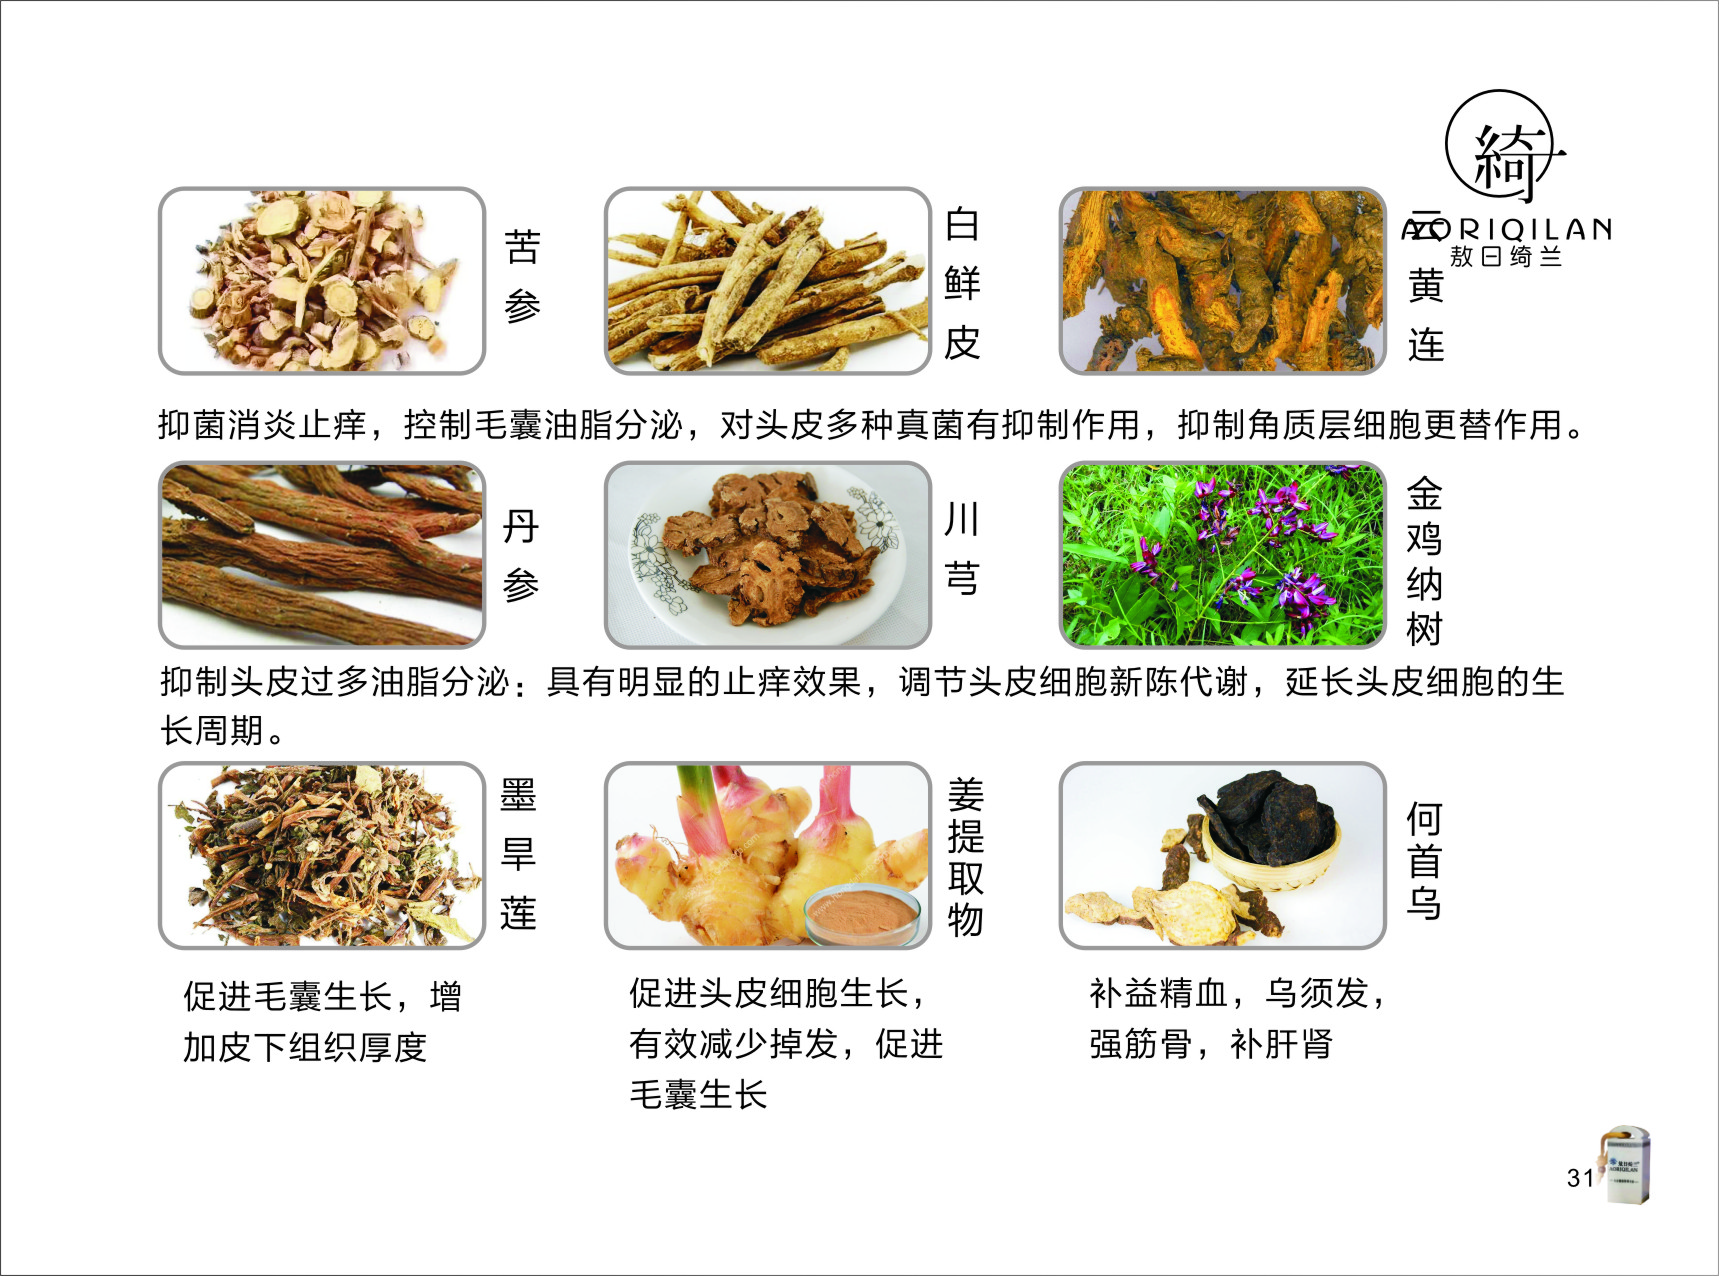 綺
AORIQILAN
敖日绮兰
苦参
白鲜皮
云黄连
抑菌消炎止痒，控制毛囊油脂分泌，对头皮多种真菌有抑制作用，抑制角质层细胞更替作用。
丹参
川芎
金鸡纳树
抑制头皮过多油脂分泌：具有明显的止痒效果，调节头皮细胞新陈代谢，延长头皮细胞的生
长周期。
墨旱莲
姜提取物
何首乌
促进毛囊生长，增
加皮下组织厚度
促进头皮细胞生长，
有效减少掉发，促进
毛囊生长
补益精血，乌须发，
强筋骨，补肝肾
31
AORIQILAN